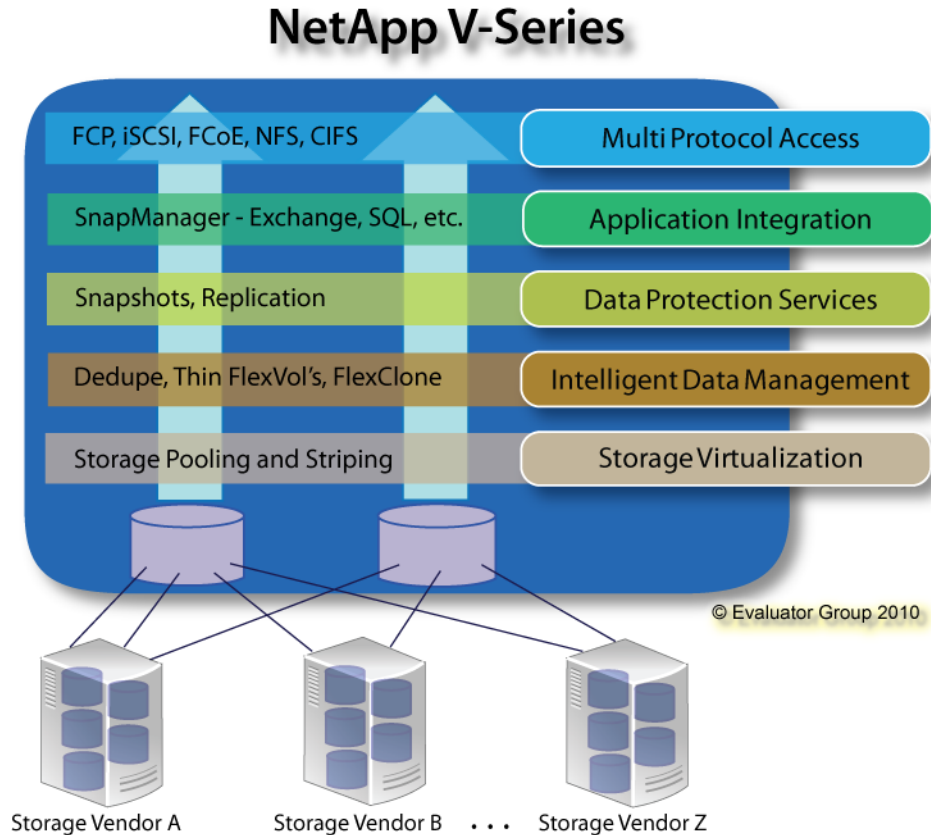 NetApp V-Series
FCP, iSCSI, FCoE, NFS, CIFS
Multi Protocol Access
SnapManager - Exchange, SQL, etc.
Application Integration
Snapshots, Replication
Data Protection Services
Dedupe, Thin FlexVol's, FlexClone
Intelligent Data Management
Storage Pooling and Striping
Storage Virtualization
© Evaluator Group 2010
Storage Vendor A
Storage Vendor B
. . .
Storage Vendor Z